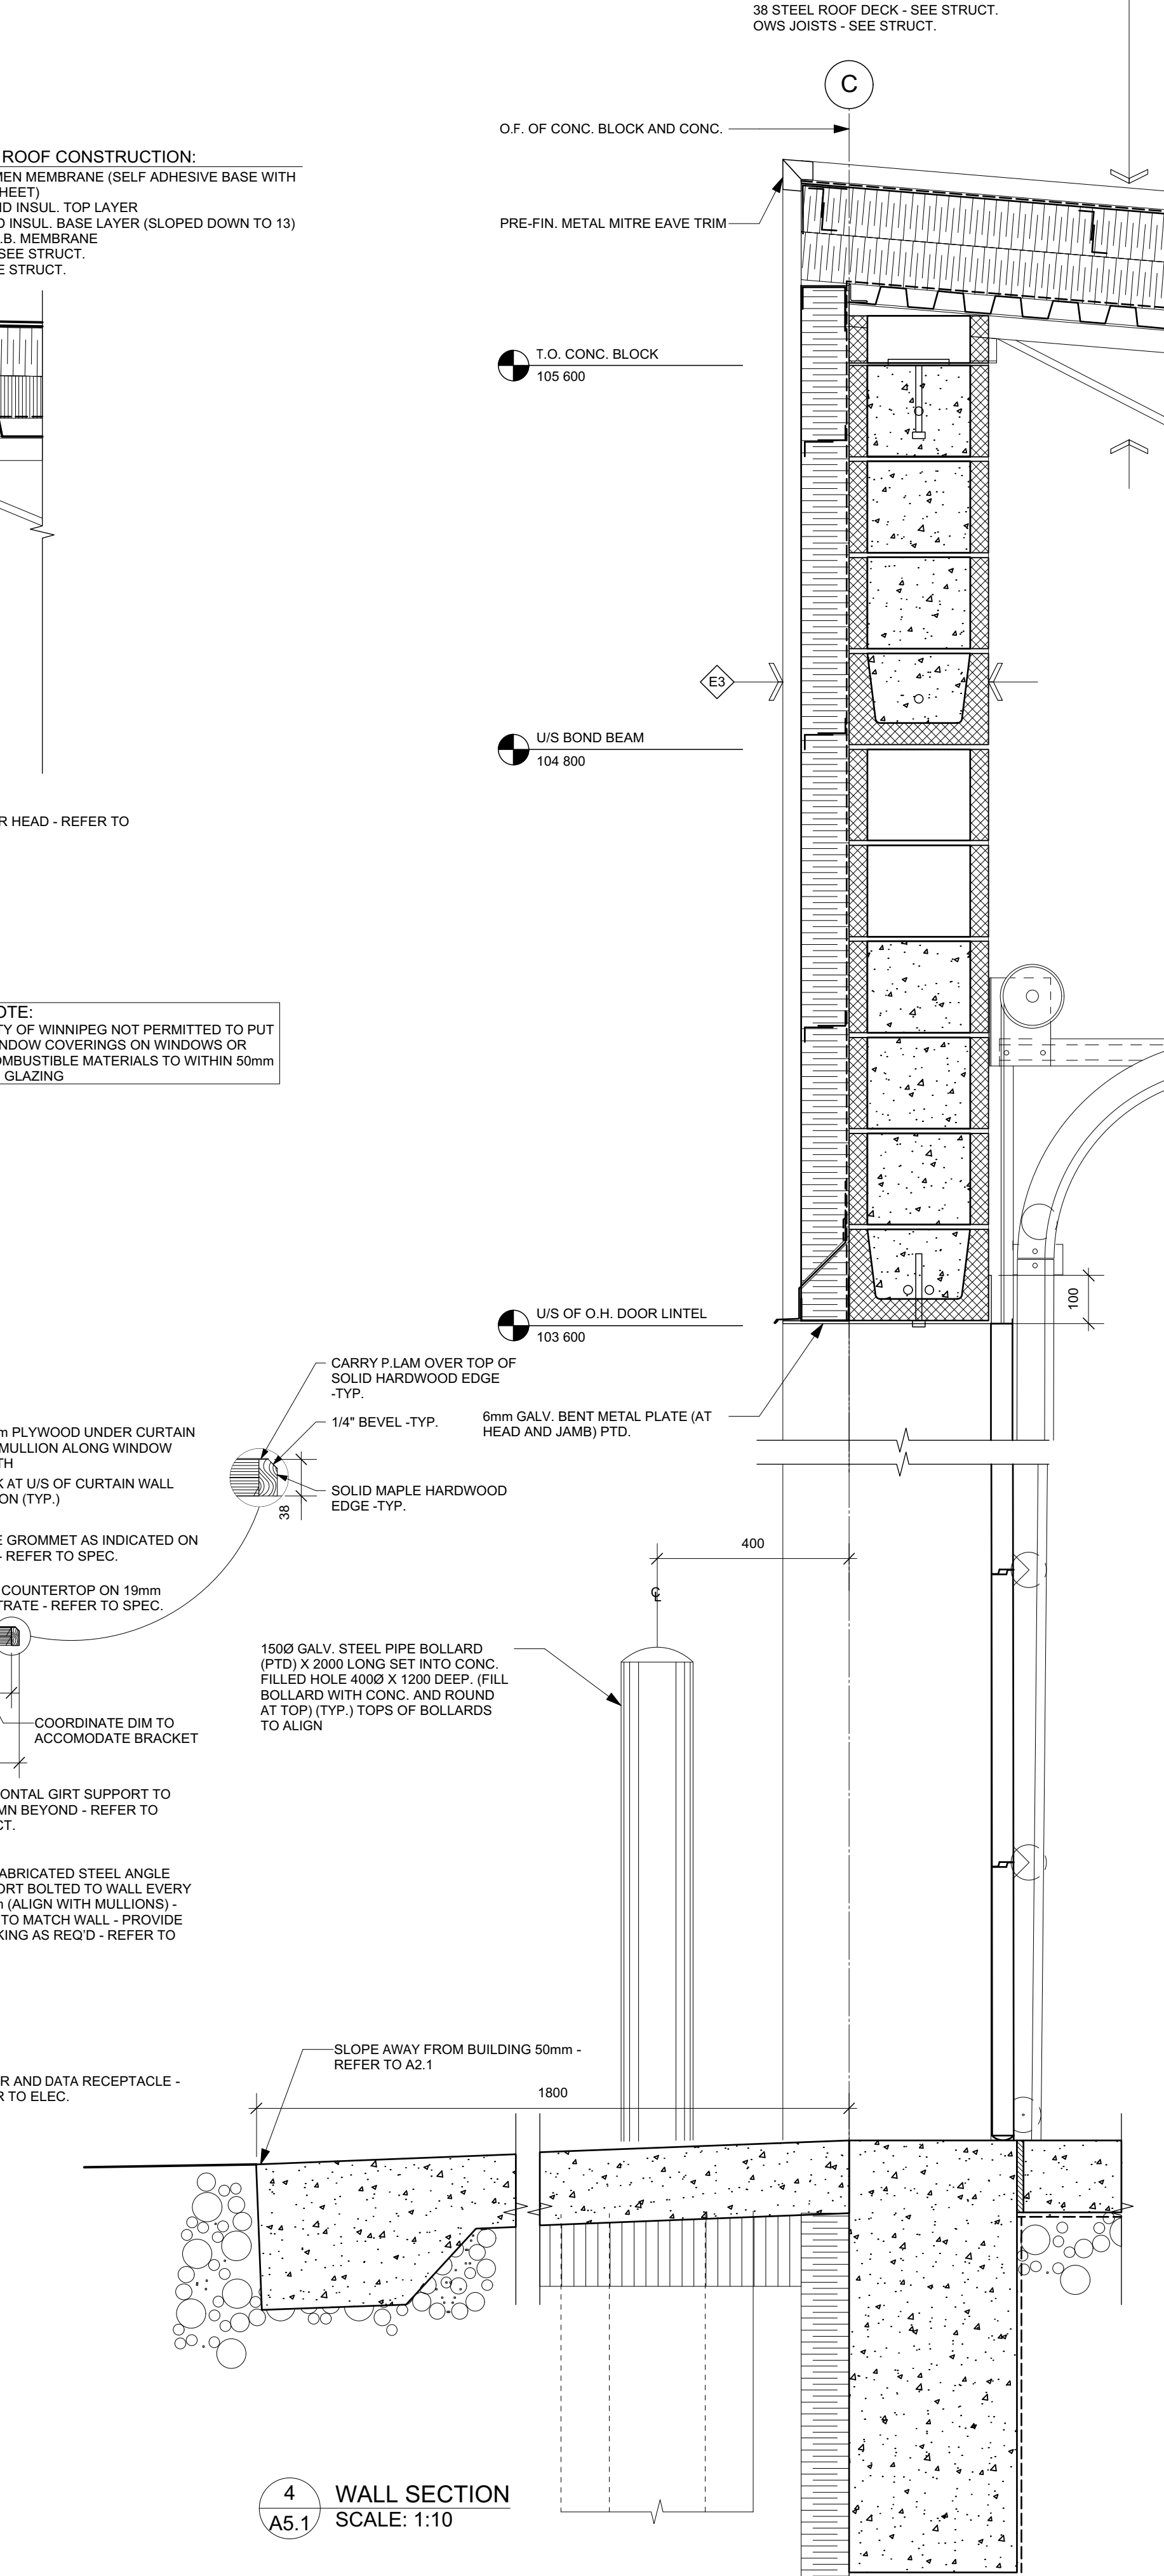 38 STEEL ROOF DECK - SEE STRUCT.
OWS JOISTS - SEE STRUCT.
C
O.F. OF CONC. BLOCK AND CONC.
ROOF CONSTRUCTION:
MEN MEMBRANE (SELF ADHESIVE BASE WITH
HEET)
ND INSUL. TOP LAYER
D INSUL. BASE LAYER (SLOPED DOWN TO 13)
.B. MEMBRANE
SEE STRUCT.
E STRUCT.
PRE-FIN. METAL MITRE EAVE TRIM
T.O. CONC. BLOCK
105 600
E3
U/S BOND BEAM
104 800
R HEAD - REFER TO
OTE:
TY OF WINNIPEG NOT PERMITTED TO PUT
NDOW COVERINGS ON WINDOWS OR
OMBUSTIBLE MATERIALS TO WITHIN 50mm
GLAZING
100
U/S OF O.H. DOOR LINTEL
103 600
CARRY P.LAM OVER TOP OF
SOLID HARDWOOD EDGE
-TYP.
1/4" BEVEL -TYP.
SOLID MAPLE HARDWOOD
EDGE -TYP.
38
6mm GALV. BENT METAL PLATE (AT
HEAD AND JAMB) PTD.
m PLYWOOD UNDER CURTAIN
MULLION ALONG WINDOW
TH
K AT U/S OF CURTAIN WALL
ON (TYP.)
E GROMMET AS INDICATED ON
- REFER TO SPEC.
COUNTERTOP ON 19mm
TRATE - REFER TO SPEC.
400
CL
150Ø GALV. STEEL PIPE BOLLARD
(PTD) X 2000 LONG SET INTO CONC.
FILLED HOLE 400Ø X 1200 DEEP. (FILL
BOLLARD WITH CONC. AND ROUND
AT TOP) (TYP.) TOPS OF BOLLARDS
TO ALIGN
COORDINATE DIM TO
ACCOMODATE BRACKET
ONTAL GIRT SUPPORT TO
MN BEYOND - REFER TO
CT.
ABRICATED STEEL ANGLE
ORT BOLTED TO WALL EVERY
m (ALIGN WITH MULLIONS) -
TO MATCH WALL - PROVIDE
KING AS REQ'D - REFER TO
SLOPE AWAY FROM BUILDING 50mm -
REFER TO A2.1
R AND DATA RECEPTACLE -
R TO ELEC.
1800
4
A5.1
WALL SECTION
SCALE: 1:10